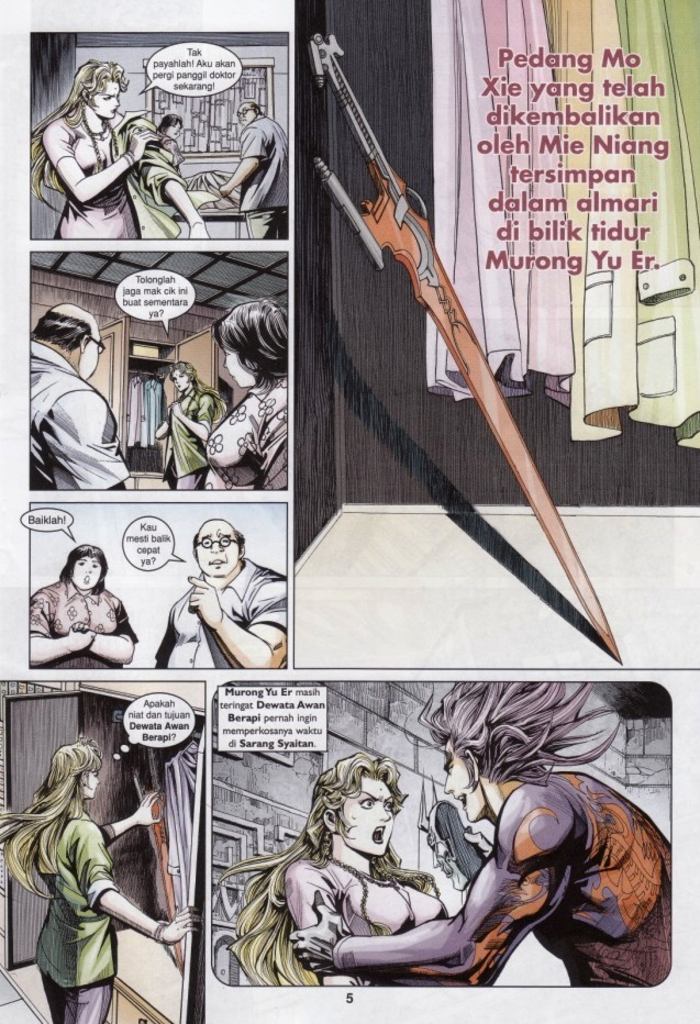 Tak
payahlah! Aku akan
pergi panggil doktor
sekarang!
Pedang Mo
Xie yang telah
dikembalikan
oleh Mie Niang
tersimpan
dalam almari
di bilik tidur
Murong Yu Er.
Tolonglah
jaga mak cik ini
buat sementara
ya?
Baiklah!
Kau
mesti balik
cepat
ya?
Apakah
niat dan tujuan
Dewata Awan
Berapi?
Murong Yu Er masih
teringat Dewata Awan
Berapi pernah ingin
memperkosanya waktu
di Sarang Syaitan.
5